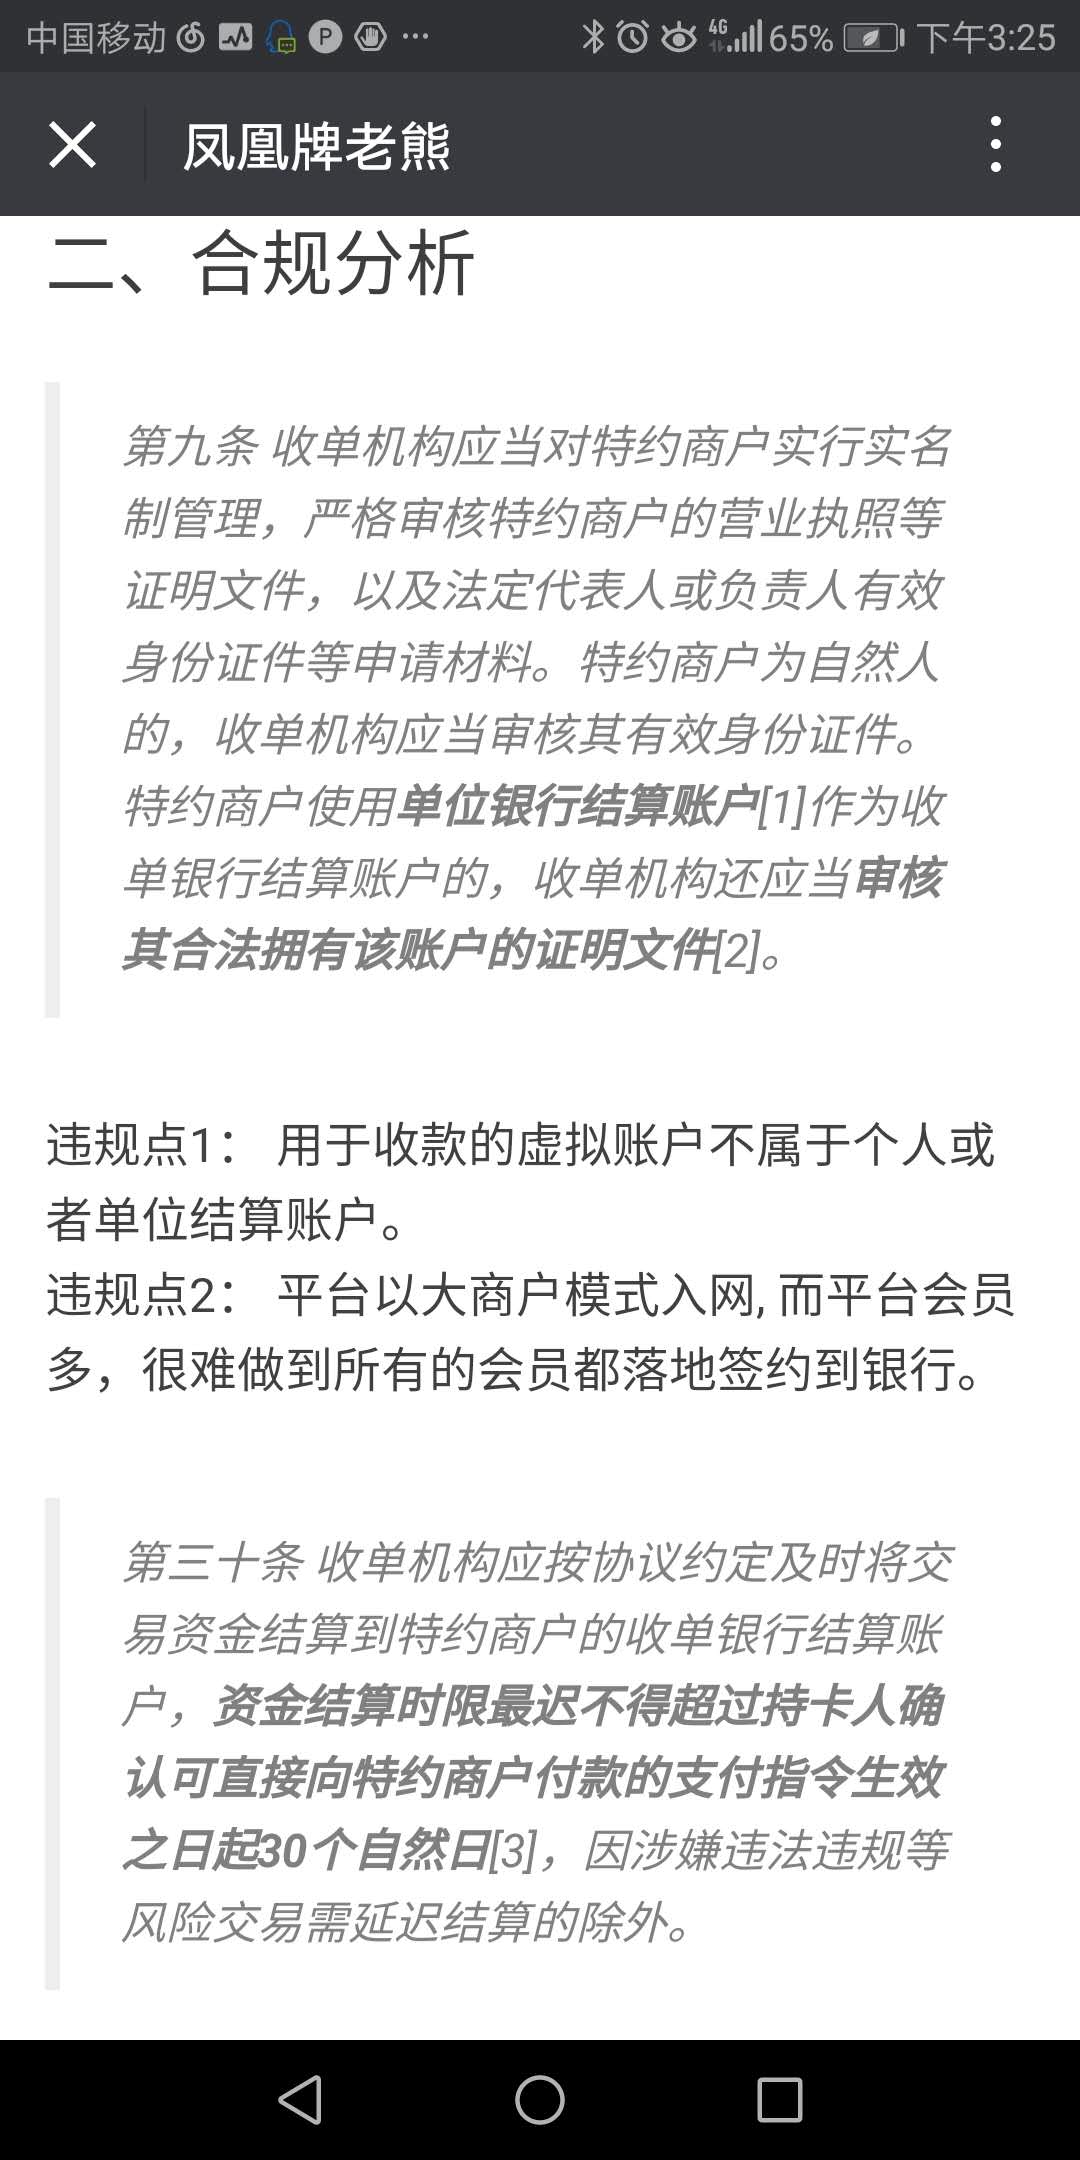 中国移动 P ··· 4G 65% 下午3:25
凤凰牌老熊
二、合规分析
第九条 收单机构应当对特约商户实行实名
制管理，严格审核特约商户的营业执照等
证明文件，以及法定代表人或负责人有效
身份证件等申请材料。特约商户为自然人
的，收单机构应当审核其有效身份证件。
特约商户使用单位银行结算账户[1]作为收
单银行结算账户的，收单机构还应当审核
其合法拥有该账户的证明文件[2]。
违规点1： 用于收款的虚拟账户不属于个人或
者单位结算账户。
违规点2： 平台以大商户模式入网, 而平台会员
多，很难做到所有的会员都落地签约到银行。
第三十条 收单机构应按协议约定及时将交
易资金结算到特约商户的收单银行结算账
户，资金结算时限最迟不得超过持卡人确
认可直接向特约商户付款的支付指令生效
之日起30个自然日[3]，因涉嫌违法违规等
风险交易需延迟结算的除外。